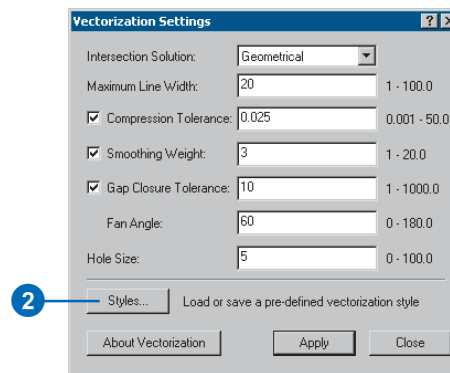 Vectorization Settings ? X
Intersection Solution: Geometrical
Maximum Line Width: 20 1 - 100.0
Compression Tolerance: 0.025 0.001 - 50.0
Smoothing Weight: 3 1 - 20.0
Gap Closure Tolerance: 10 1 - 1000.0
Fan Angle: 60 0 - 180.0
Hole Size: 5 0 - 100.0
2 Styles... Load or save a pre-defined vectorization style
About Vectorization Apply Close